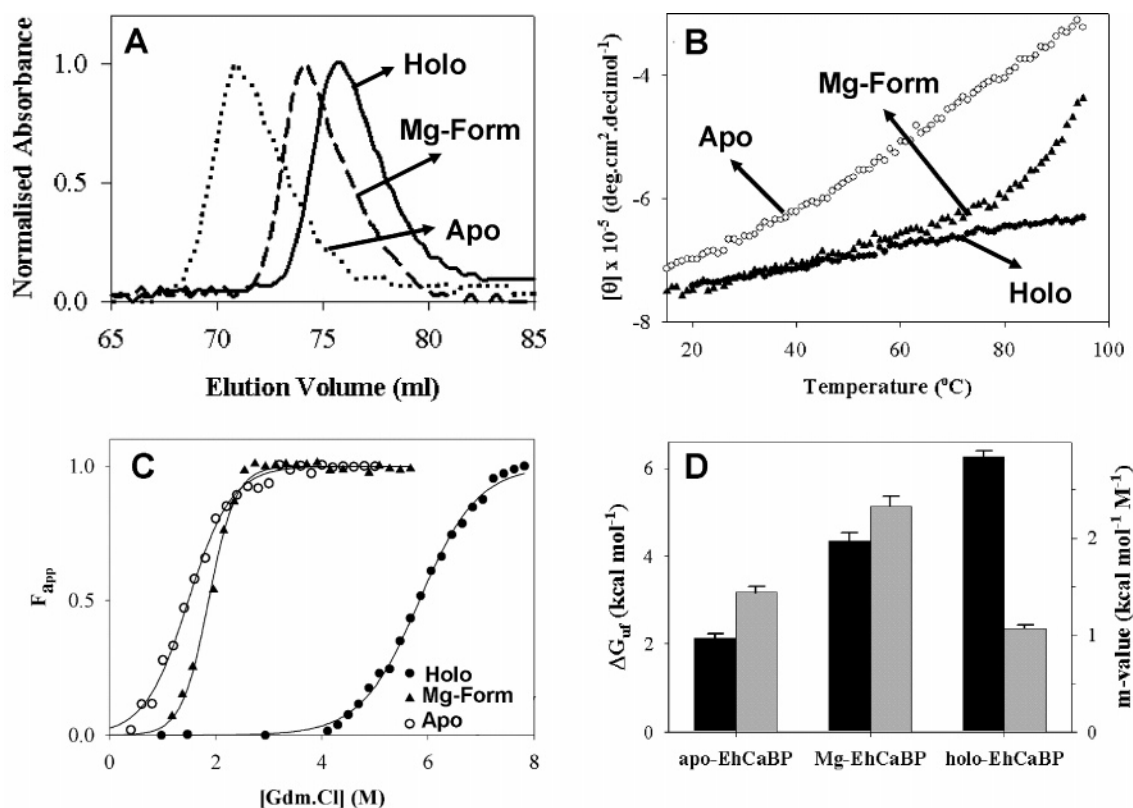 A
Holo
Mg-Form
Apo
1.0
0.5
0.0
Normalised Absorbance
65 70 75 80 85
Elution Volume (ml)
B
Mg-Form
Apo
Holo
-4
-6
-8
[θ] x 10⁻⁵ (deg.cm².decimol⁻¹)
20 40 60 80 100
Temperature (⁰C)
C
1.0
0.5
0.0
Fapp
Holo
Mg-Form
Apo
0 2 4 6 8
[Gdm.Cl] (M)
D
6
4
2
0
ΔGuf (kcal mol⁻¹)
2
1
0
m-value (kcal mol⁻¹ M⁻¹)
apo-EhCaBP Mg-EhCaBP holo-EhCaBP